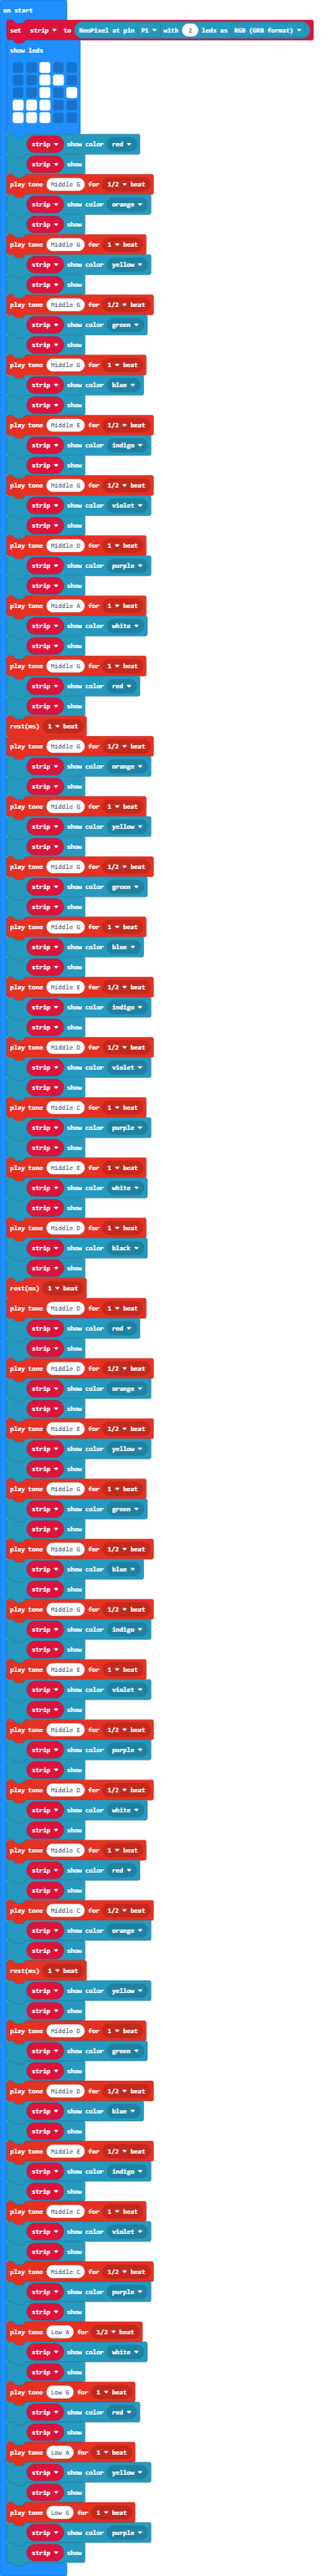 on start
set strip to NeoPixel at pin P1 with 2 leds as RGB (GRB format)
show leds
strip show color red
strip show
play tone Middle G for 1/2 beat
strip show color orange
strip show
play tone Middle G for 1 beat
strip show color yellow
strip show
play tone Middle G for 1/2 beat
strip show color green
strip show
play tone Middle G for 1 beat
strip show color blue
strip show
play tone Middle E for 1/2 beat
strip show color indigo
strip show
play tone Middle G for 1/2 beat
strip show color violet
strip show
play tone Middle D for 1 beat
strip show color purple
strip show
play tone Middle A for 1 beat
strip show color white
strip show
play tone Middle G for 1 beat
strip show color red
strip show
rest(ms) 1 beat
play tone Middle G for 1/2 beat
strip show color orange
strip show
play tone Middle G for 1 beat
strip show color yellow
strip show
play tone Middle G for 1/2 beat
strip show color green
strip show
play tone Middle G for 1 beat
strip show color blue
strip show
play tone Middle E for 1/2 beat
strip show color indigo
strip show
play tone Middle D for 1/2 beat
strip show color violet
strip show
play tone Middle C for 1 beat
strip show color purple
strip show
play tone Middle E for 1/2 beat
strip show color white
strip show
play tone Middle D for 1 beat
strip show color black
strip show
rest(ms) 1 beat
play tone Middle D for 1 beat
strip show color red
strip show
play tone Middle D for 1/2 beat
strip show color orange
strip show
play tone Middle E for 1/2 beat
strip show color yellow
strip show
play tone Middle G for 1 beat
strip show color green
strip show
play tone Middle G for 1/2 beat
strip show color blue
strip show
play tone Middle G for 1/2 beat
strip show color indigo
strip show
play tone Middle E for 1 beat
strip show color violet
strip show
play tone Middle E for 1/2 beat
strip show color purple
strip show
play tone Middle D for 1/2 beat
strip show color white
strip show
play tone Middle C for 1 beat
strip show color red
strip show
play tone Middle C for 1/2 beat
strip show color orange
strip show
rest(ms) 1 beat
strip show color yellow
strip show
play tone Middle D for 1 beat
strip show color green
strip show
play tone Middle D for 1/2 beat
strip show color blue
strip show
play tone Middle E for 1/2 beat
strip show color indigo
strip show
play tone Middle C for 1 beat
strip show color violet
strip show
play tone Middle C for 1/2 beat
strip show color purple
strip show
play tone Low A for 1/2 beat
strip show color white
strip show
play tone Low G for 1 beat
strip show color red
strip show
play tone Low A for 1 beat
strip show color yellow
strip show
play tone Low G for 1 beat
strip show color purple
strip show